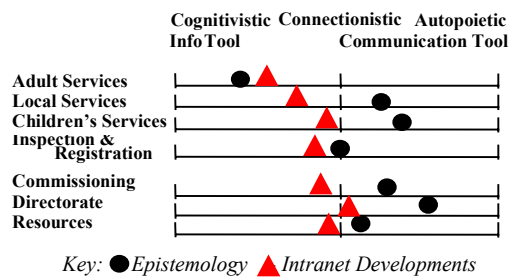 Cognitivistic Connectionistic Autopoietic
Info Tool Communication Tool
Adult Services
Local Services
Children's Services
Inspection &
Registration
Commissioning
Directorate
Resources
Key: Epistemology Intranet Developments